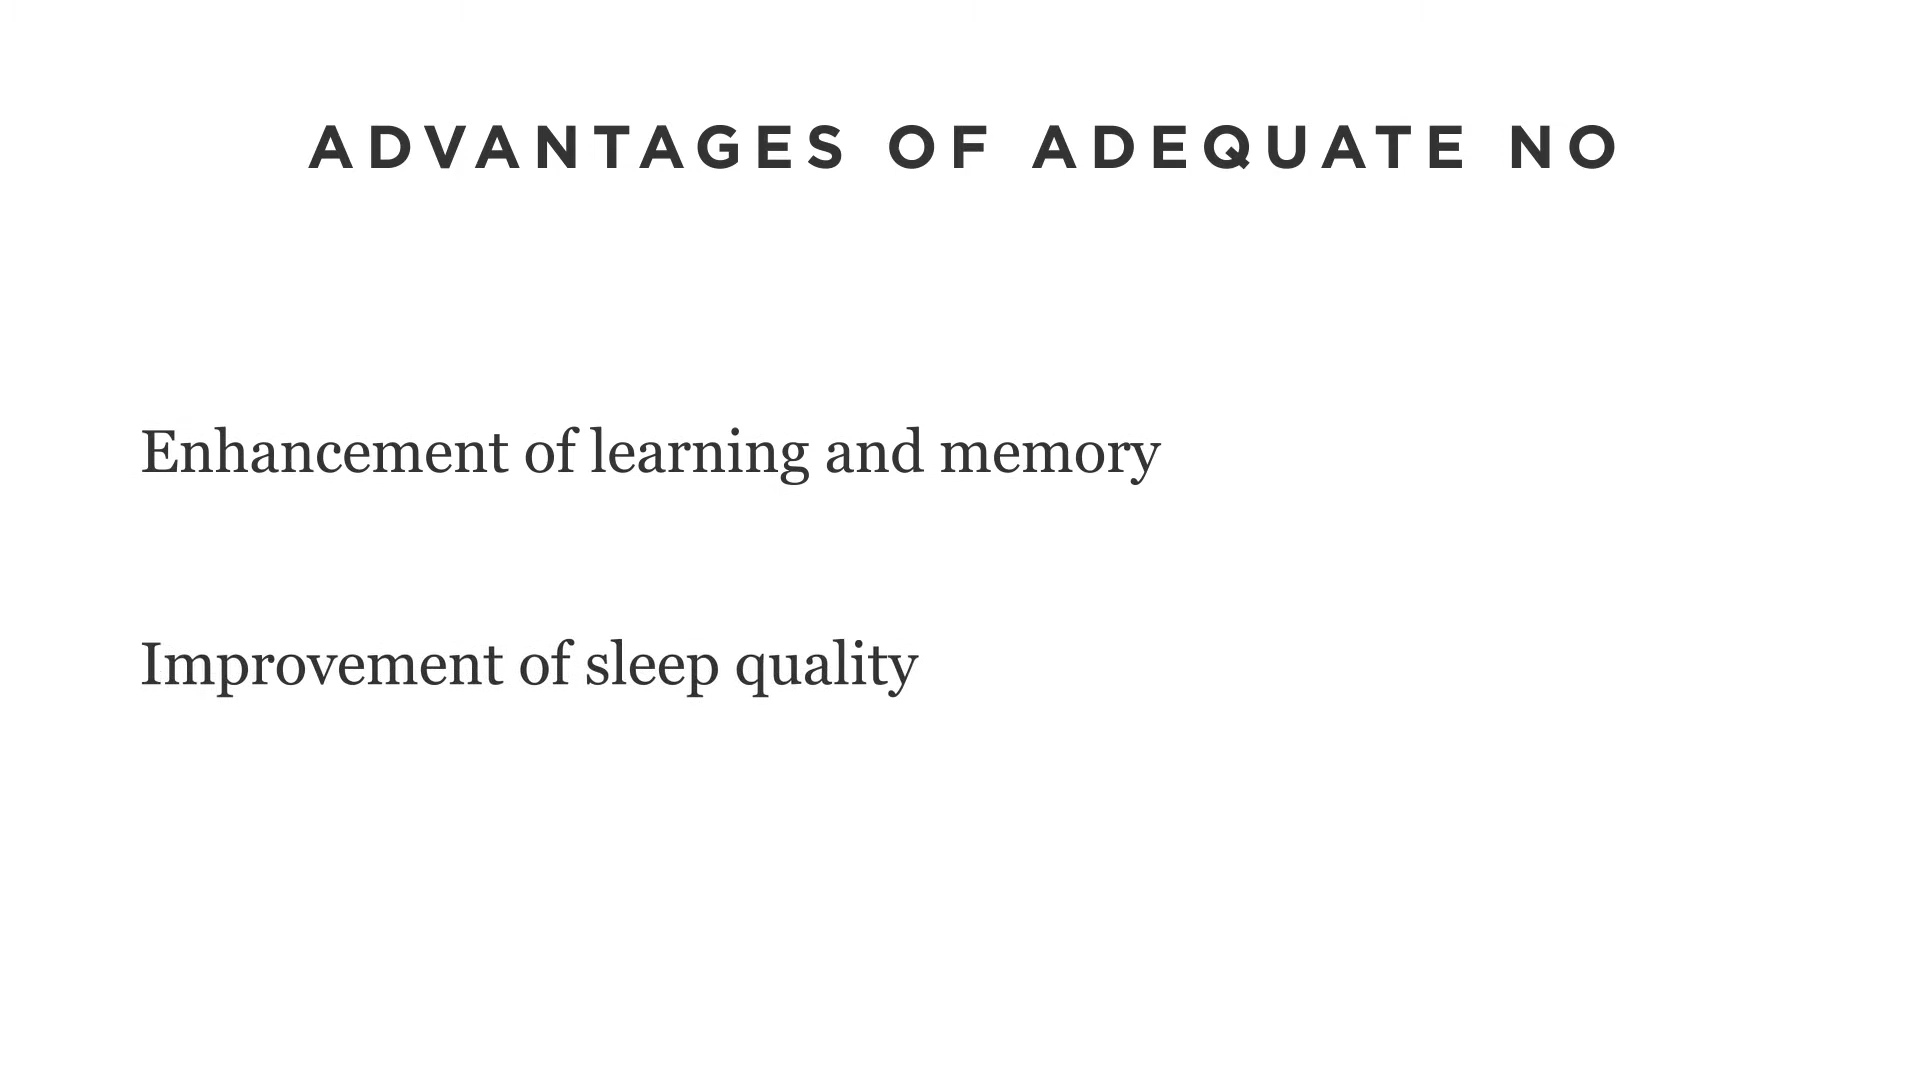 ADVANTAGES OF ADEQUATE NO
Enhancement of learning and memory
Improvement of sleep quality